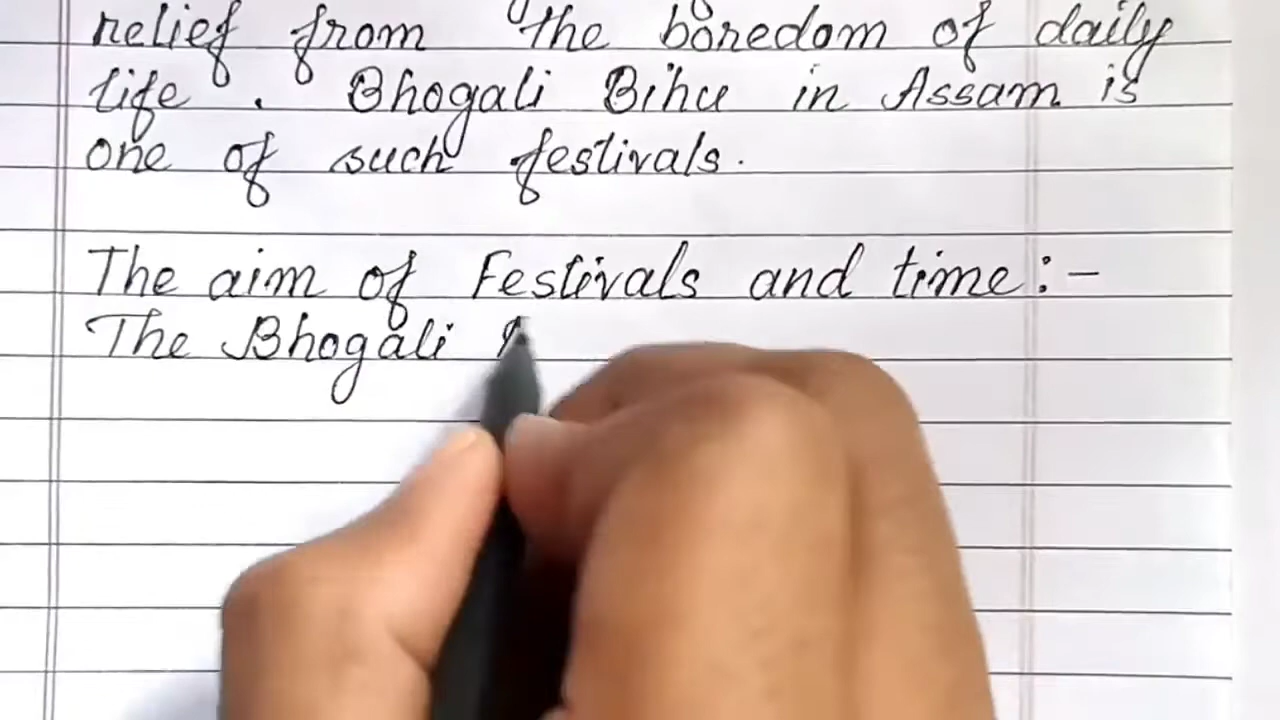 relief from the boredom of daily
life . Bhogali Bihu in Assam is
one of such festivals.
The aim of Festivals and time :-
The Bhogali